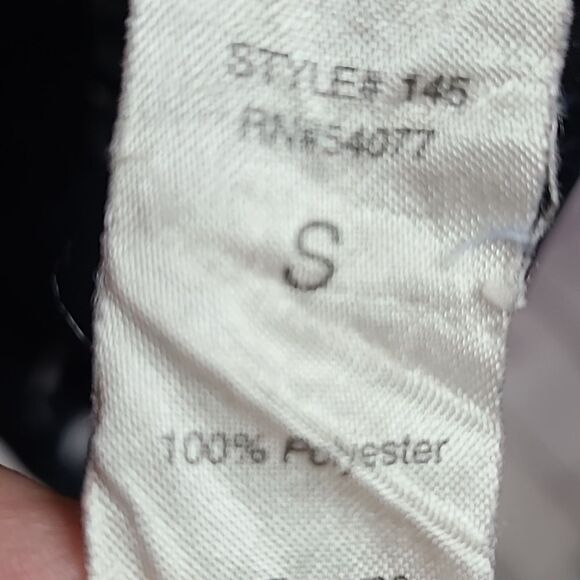 STYLE# 145
RN#54077
S
100% Polyester